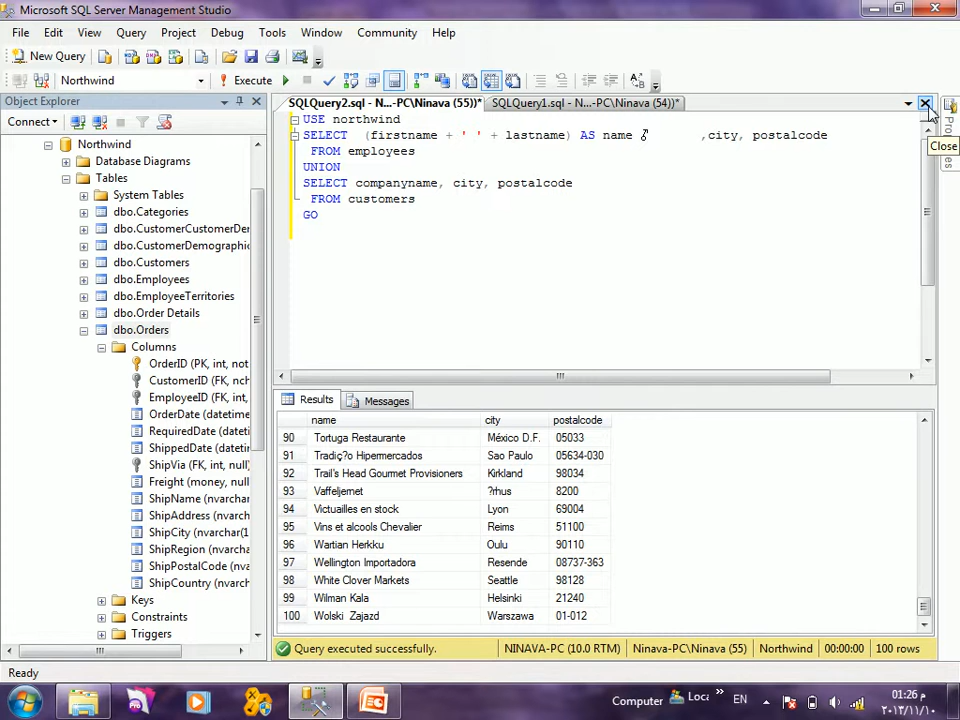 Microsoft SQL Server Management Studio
File Edit View Query Project Debug Tools Window Community Help
New Query
Northwind Execute
Object Explorer
SQLQuery2.sql - N...-PC\Ninava (55))* SQLQuery1.sql - N...-PC\Ninava (54))*
Connect
Close
Northwind
Database Diagrams
Tables
System Tables
dbo.Categories
dbo.CustomerCustomerDer
dbo.CustomerDemographic
dbo.Customers
dbo.Employees
dbo.EmployeeTerritories
dbo.Order Details
dbo.Orders
Columns
OrderID (PK, int, not
CustomerID (FK, nch
EmployeeID (FK, int,
OrderDate (datetime
RequiredDate (dateti
ShippedDate (dateti
ShipVia (FK, int, null)
Freight (money, null
ShipName (nvarchar
ShipAddress (nvarch
ShipCity (nvarchar(1
ShipRegion (nvarcha
ShipPostalCode (nva
ShipCountry (nvarch
Keys
Constraints
Triggers
USE northwind
SELECT (firstname + ' ' + lastname) AS name ,city, postalcode
FROM employees
UNION
SELECT companyname, city, postalcode
FROM customers
GO
Results Messages
name city postalcode
90 Tortuga Restaurante México D.F. 05033
91 Tradiç?o Hipermercados Sao Paulo 05634-030
92 Trail's Head Gourmet Provisioners Kirkland 98034
93 Vaffeljernet ?rhus 8200
94 Victuailles en stock Lyon 69004
95 Vins et alcools Chevalier Reims 51100
96 Wartian Herkku Oulu 90110
97 Wellington Importadora Resende 08737-363
98 White Clover Markets Seattle 98128
99 Wilman Kala Helsinki 21240
100 Wolski Zajazd Warszawa 01-012
Query executed successfully. NINAVA-PC (10.0 RTM) Ninava-PC\Ninava (55) Northwind 00:00:00 100 rows
Ready
Computer Loca » EN
01:26 م
٢٠١٣/١١/١٠